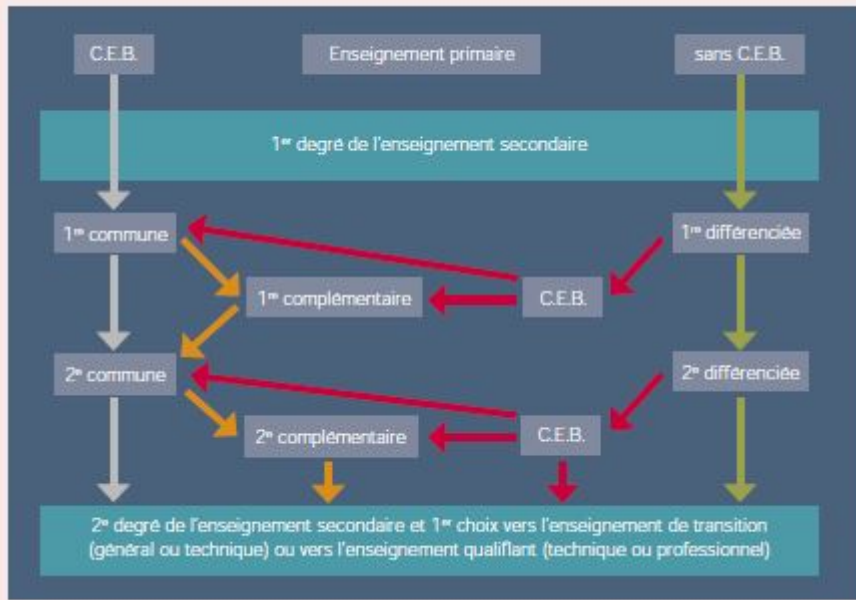 C.E.B.
Enseignement primaire
sans C.E.B.
1er degré de l'enseignement secondaire
1re commune
1re différenciée
1re complémentaire
C.E.B.
2e commune
2e différenciée
2e complémentaire
C.E.B.
2e degré de l'enseignement secondaire et 1er choix vers l'enseignement de transition
(général ou technique) ou vers l'enseignement qualifiant (technique ou professionnel)